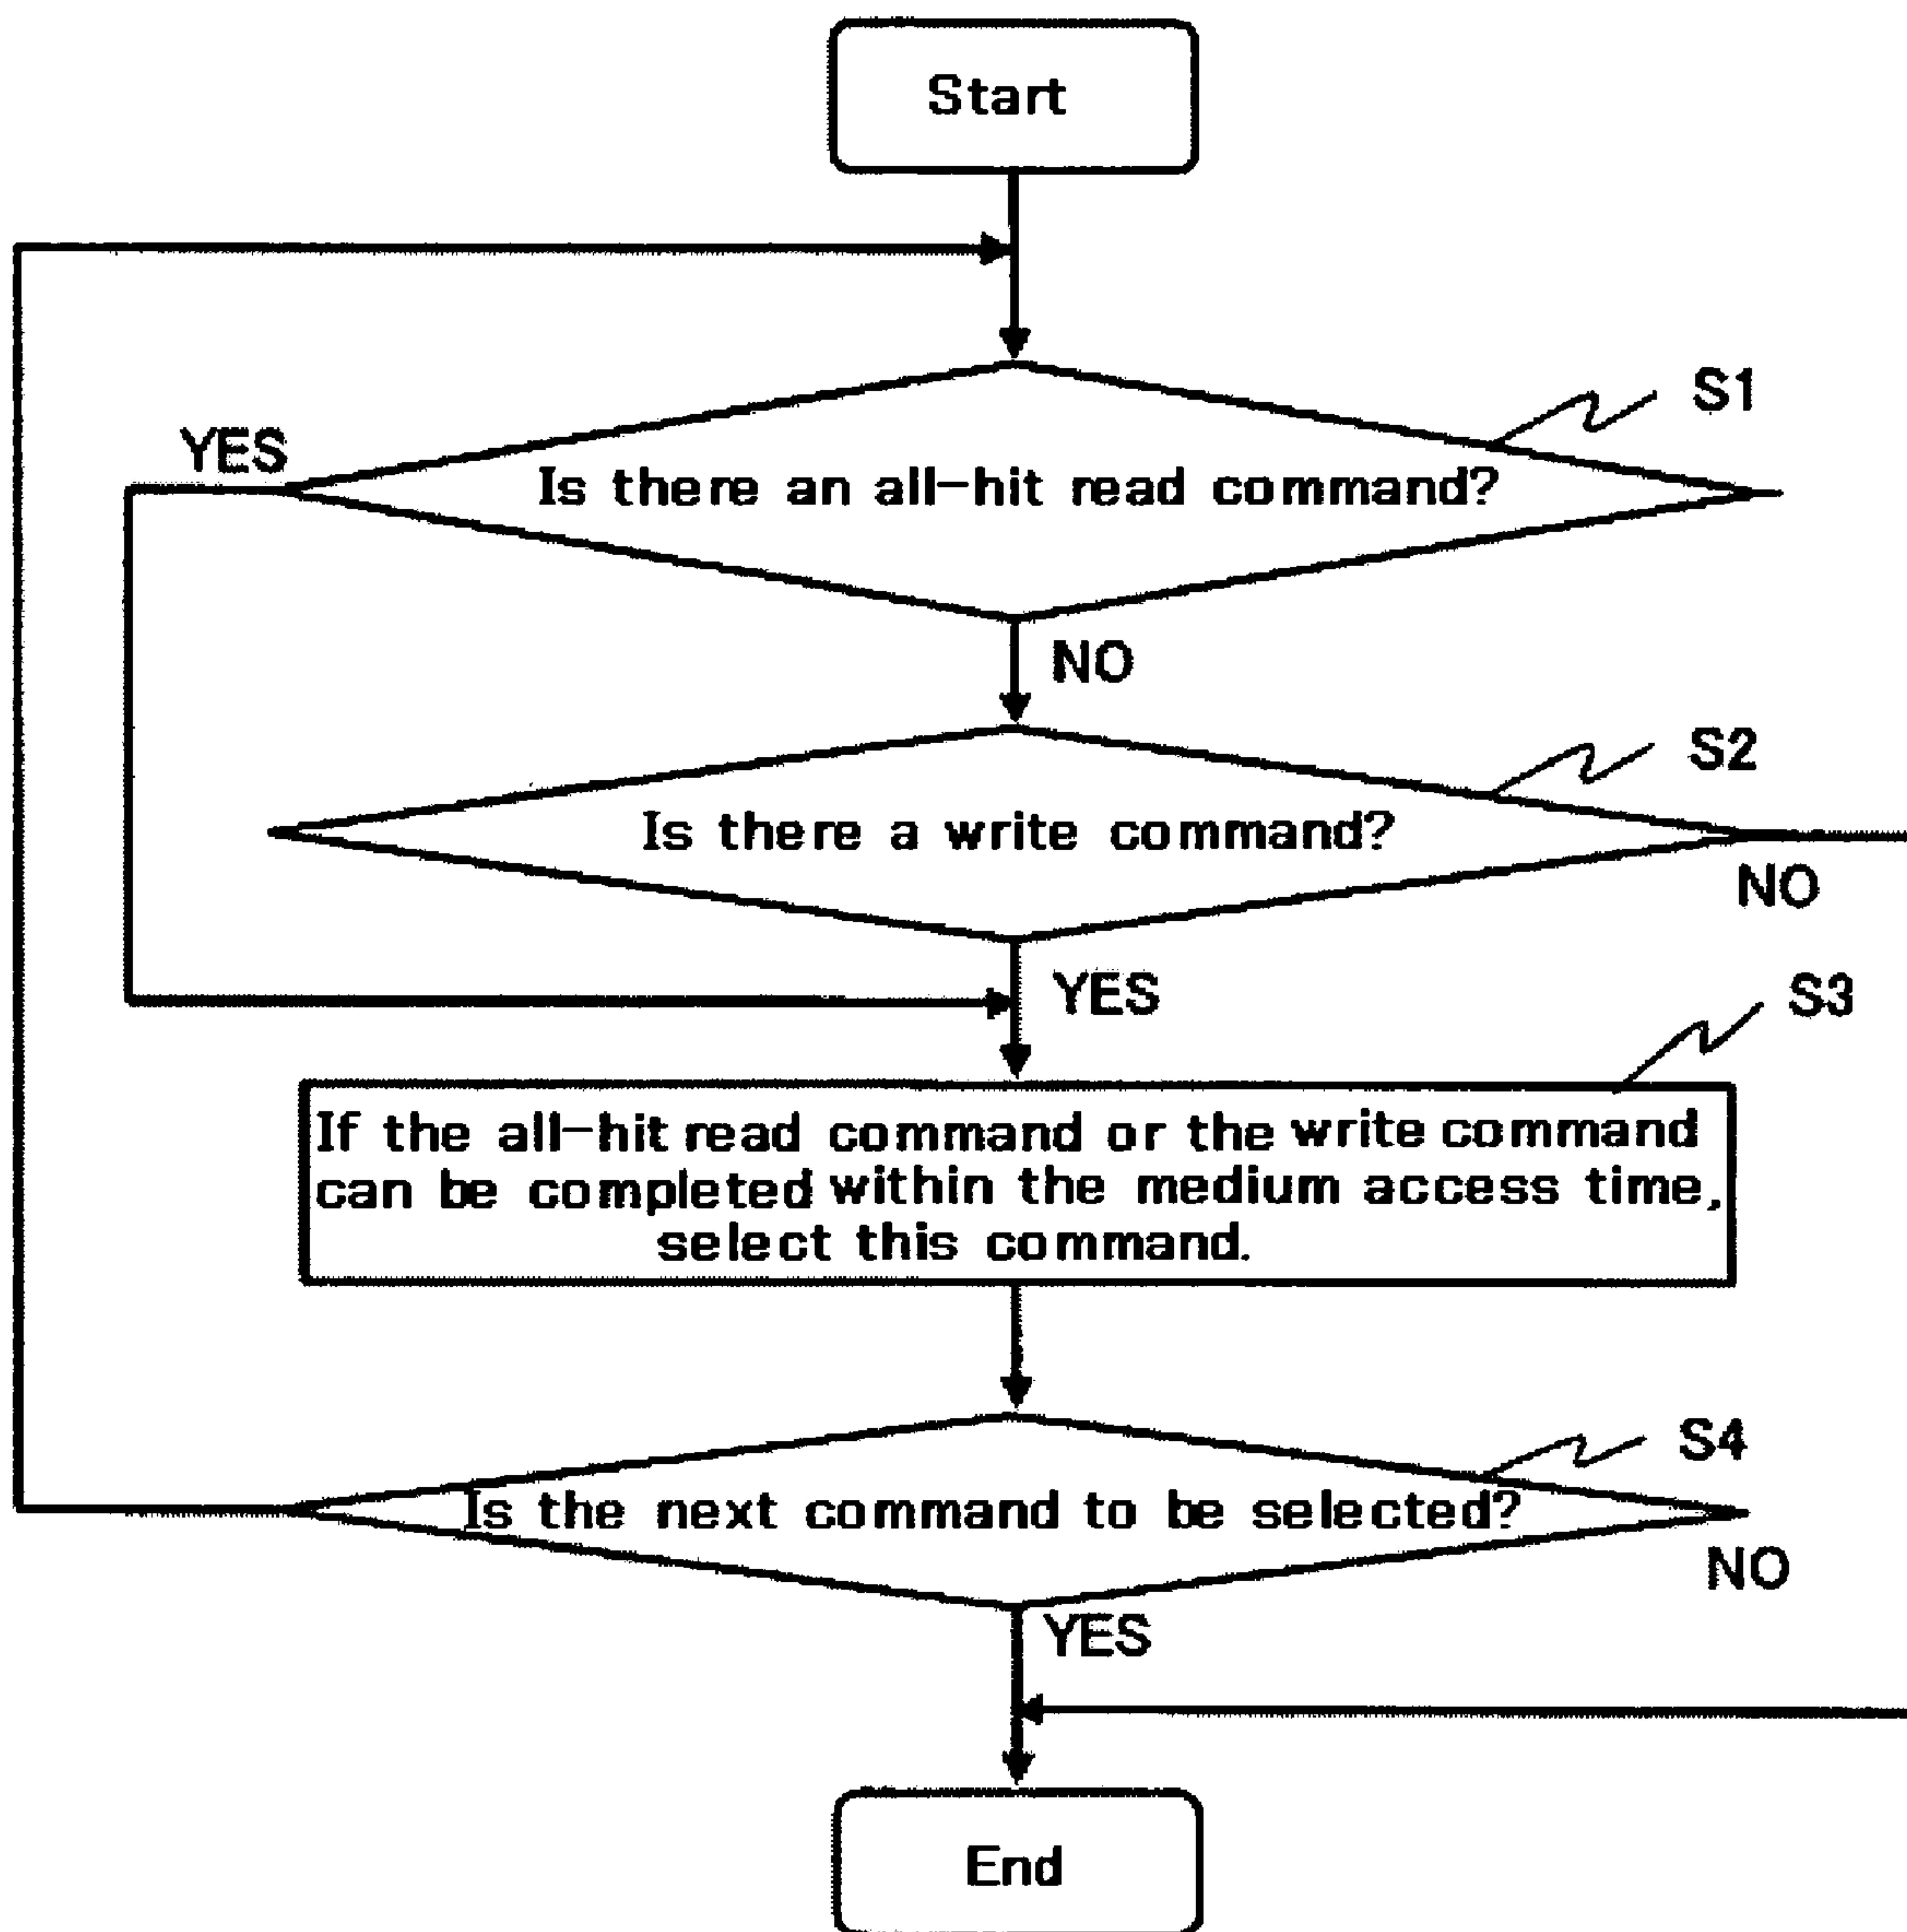 Start
S1
YES
Is there an all-hit read command?
NO
S2
Is there a write command?
NO
YES
S3
If the all-hit read command or the write command
can be completed within the medium access time,
select this command.
S4
Is the next command to be selected?
NO
YES
End